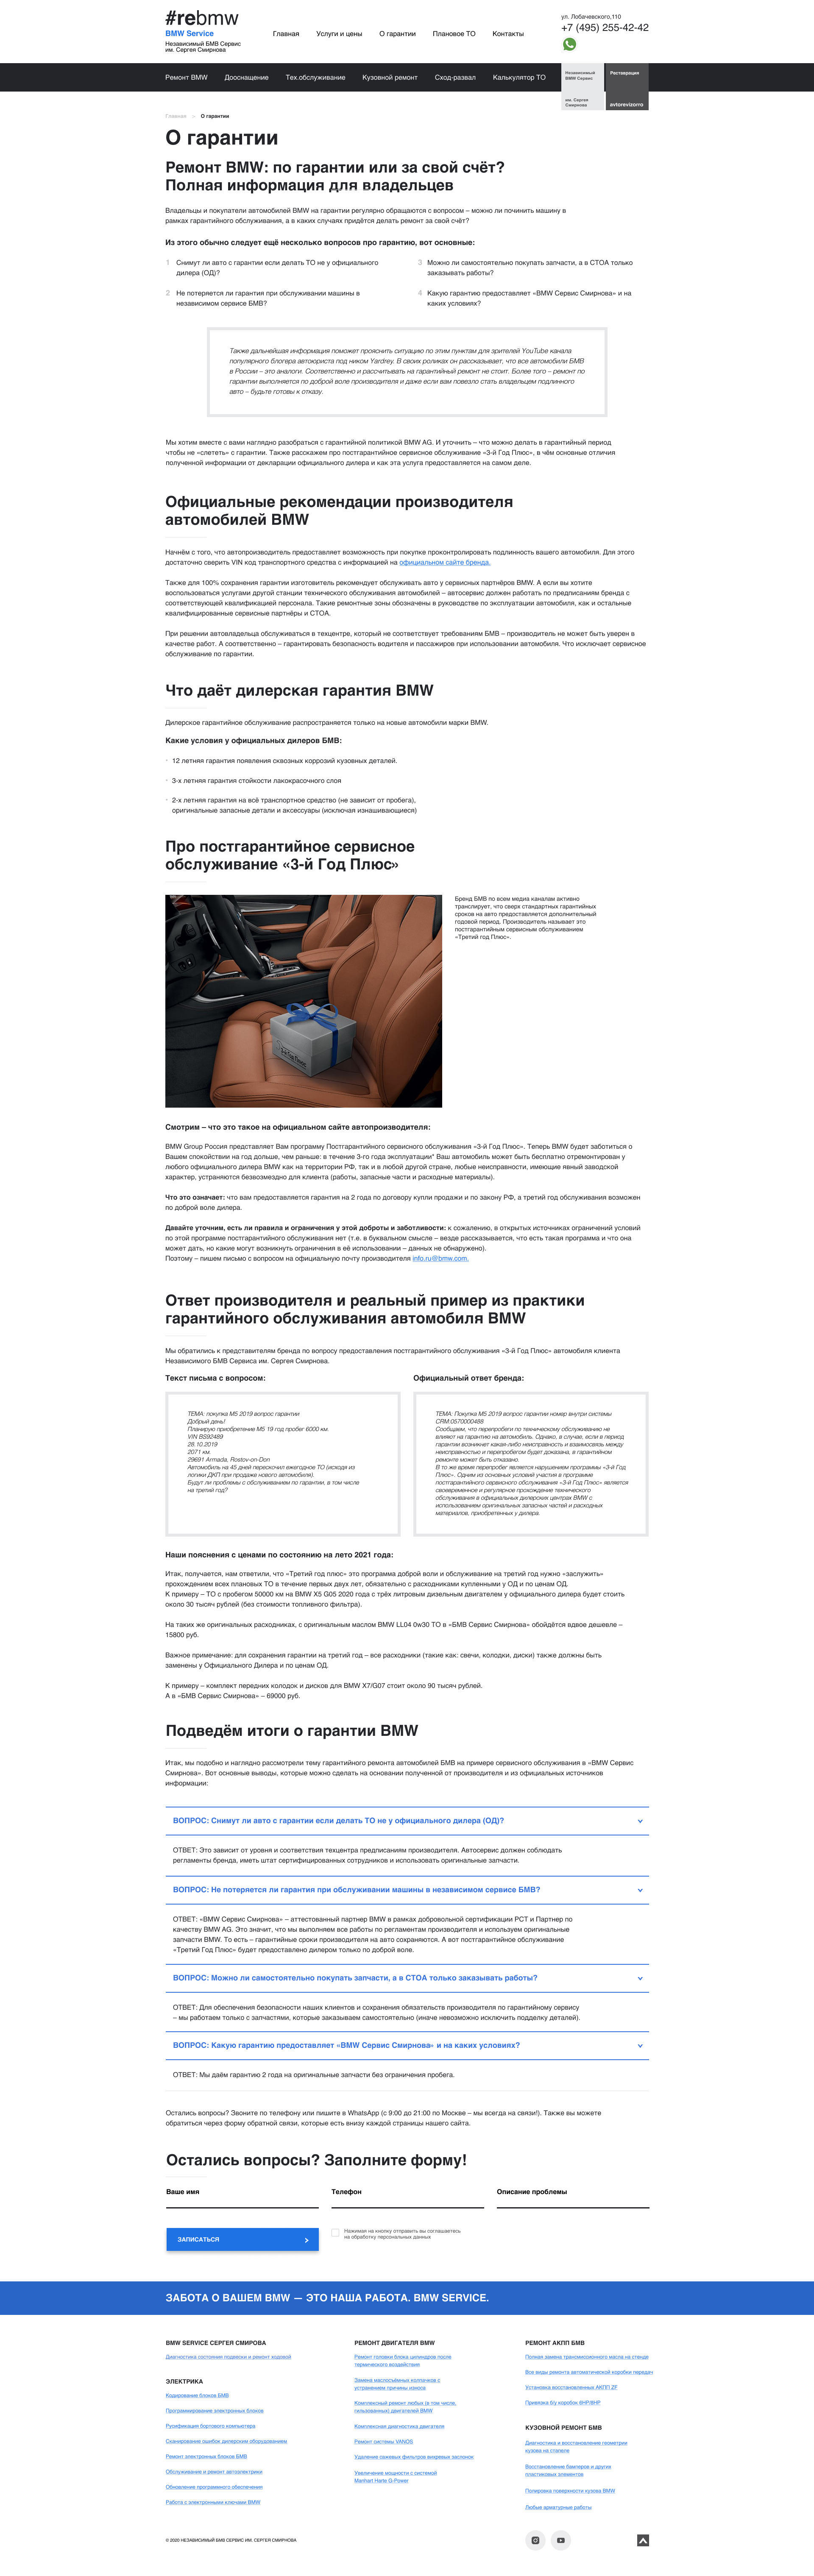 #rebmw
BMW Service
Независимый БМВ Сервис
им. Сергея Смирнова
Главная
Услуги и цены
О гарантии
Плановое ТО
Контакты
ул. Лобачевского,110
+7 (495) 255-42-42
Ремонт BMW
Дооснащение
Тех.обслуживание
Кузовной ремонт
Сход-развал
Калькулятор ТО
Независимый
BMW Сервис
им. Сергея
Смирнова
Реставрация
avtorevizorro
Главная
О гарантии
О гарантии
Ремонт BMW: по гарантии или за свой счёт?
Полная информация для владельцев
Владельцы и покупатели автомобилей BMW на гарантии регулярно обращаются с вопросом – можно ли починить машину в
рамках гарантийного обслуживания, а в каких случаях придётся делать ремонт за свой счёт?
Из этого обычно следует ещё несколько вопросов про гарантию, вот основные:
1 Снимут ли авто с гарантии если делать ТО не у официального
дилера (ОД)?
2 Не потеряется ли гарантия при обслуживании машины в
независимом сервисе БМВ?
3 Можно ли самостоятельно покупать запчасти, а в СТОА только
заказывать работы?
4 Какую гарантию предоставляет «BMW Сервис Смирнова» и на
каких условиях?
Также дальнейшая информация поможет прояснить ситуацию по этим пунктам для зрителей YouTube канала
популярного блогера автоюриста под ником Yardrey. В своих роликах он рассказывает, что все автомобили БМВ
в России – это аналоги. Соответственно и рассчитывать на гарантийный ремонт не стоит. Более того – ремонт по
гарантии выполняется по доброй воле производителя и даже если вам повезло стать владельцем подлинного
авто – будьте готовы к отказу.
Мы хотим вместе с вами наглядно разобраться с гарантийной политикой BMW AG. И уточнить – что можно делать в гарантийный период
чтобы не «слететь» с гарантии. Также расскажем про постгарантийное сервисное обслуживание «3-й Год Плюс», в чём основные отличия
полученной информации от декларации официального дилера и как эта услуга предоставляется на самом деле.
Официальные рекомендации производителя
автомобилей BMW
Начнём с того, что автопроизводитель предоставляет возможность при покупке проконтролировать подлинность вашего автомобиля. Для этого
достаточно сверить VIN код транспортного средства с информацией на официальном сайте бренда.
Также для 100% сохранения гарантии изготовитель рекомендует обслуживать авто у сервисных партнёров BMW. А если вы хотите
воспользоваться услугами другой станции технического обслуживания автомобилей – автосервис должен работать по предписаниям бренда с
соответствующей квалификацией персонала. Такие ремонтные зоны обозначены в руководстве по эксплуатации автомобиля, как и остальные
квалифицированные сервисные партнёры и СТОА.
При решении автовладельца обслуживаться в техцентре, который не соответствует требованиям БМВ – производитель не может быть уверен в
качестве работ. А соответственно – гарантировать безопасность водителя и пассажиров при использовании автомобиля. Что исключает сервисное
обслуживание по гарантии.
Что даёт дилерская гарантия BMW
Дилерское гарантийное обслуживание распространяется только на новые автомобили марки BMW.
Какие условия у официальных дилеров БМВ:
12 летняя гарантия появления сквозных коррозий кузовных деталей.
3-х летняя гарантия стойкости лакокрасочного слоя
2-х летняя гарантия на всё транспортное средство (не зависит от пробега),
оригинальные запасные детали и аксессуары (исключая изнашивающиеся)
Про постгарантийное сервисное
обслуживание «3-й Год Плюс»
Бренд БМВ по всем медиа каналам активно
транслирует, что сверх стандартных гарантийных
сроков на авто предоставляется дополнительный
годовой период. Производитель называет это
постгарантийным сервисным обслуживанием
«Третий год Плюс».
Смотрим – что это такое на официальном сайте автопроизводителя:
BMW Group Россия представляет Вам программу Постгарантийного сервисного обслуживания «3-й Год Плюс». Теперь BMW будет заботиться о
Вашем спокойствии на год дольше, чем раньше: в течение 3-го года эксплуатации* Ваш автомобиль может быть бесплатно отремонтирован у
любого официального дилера BMW как на территории РФ, так и в любой другой стране, любые неисправности, имеющие явный заводской
характер, устраняются безвозмездно для клиента (работы, запасные части и расходные материалы).
Что это означает: что вам предоставляется гарантия на 2 года по договору купли продажи и по закону РФ, а третий год обслуживания возможен
по доброй воле дилера.
Давайте уточним, есть ли правила и ограничения у этой доброты и заботливости: к сожалению, в открытых источниках ограничений условий
по этой программе постгарантийного обслуживания нет (т.е. в буквальном смысле – везде рассказывается, что есть такая программа и что она
может дать, но какие могут возникнуть ограничения в её использовании – данных не обнаружено).
Поэтому – пишем письмо с вопросом на официальную почту производителя info.ru@bmw.com.
Ответ производителя и реальный пример из практики
гарантийного обслуживания автомобиля BMW
Мы обратились к представителям бренда по вопросу предоставления постгарантийного обслуживания «3-й Год Плюс» автомобиля клиента
Независимого БМВ Сервиса им. Сергея Смирнова.
Текст письма с вопросом:
ТЕМА: покупка M5 2019 вопрос гарантии
Добрый день!
Планирую приобретение M5 19 год пробег 6000 км.
VIN BS92489
28.10.2019
2071 км.
29691 Armada, Rostov-on-Don
Автомобиль на 45 дней перескочил ежегодное ТО (исходя из
логики ДКП при продаже нового автомобиля).
Будут ли проблемы с обслуживанием по гарантии, в том числе
на третий год?
Официальный ответ бренда:
ТЕМА: Покупка M5 2019 вопрос гарантии номер внутри системы
CRM:0570000488
Сообщаем, что перепробеги по техническому обслуживанию не
влияют на гарантию на автомобиль. Однако, в случае, если в период
гарантии возникнет какая-либо неисправность и взаимосвязь между
неисправностью и перепробегом будет доказана, в гарантийном
ремонте может быть отказано.
В то же время перепробег является нарушением программы «3-й Год
Плюс». Одним из основных условий участия в программе
постгарантийного сервисного обслуживания «3-й Год Плюс» является
своевременное и регулярное прохождение технического
обслуживания в официальных дилерских центрах BMW с
использованием оригинальных запасных частей и расходных
материалов, приобретенных у дилера.
Наши пояснения с ценами по состоянию на лето 2021 года:
Итак, получается, нам ответили, что «Третий год плюс» это программа доброй воли и обслуживание на третий год нужно «заслужить»
прохождением всех плановых ТО в течение первых двух лет, обязательно с расходниками купленными у ОД и по ценам ОД.
К примеру – ТО с пробегом 50000 км на BMW X5 G05 2020 года с трёх литровым дизельным двигателем у официального дилера будет стоить
около 30 тысяч рублей (без стоимости топливного фильтра).
На таких же оригинальных расходниках, с оригинальным маслом BMW LL04 0w30 ТО в «БМВ Сервис Смирнова» обойдётся вдвое дешевле –
15800 руб.
Важное примечание: для сохранения гарантии на третий год – все расходники (такие как: свечи, колодки, диски) также должны быть
заменены у Официального Дилера и по ценам ОД.
К примеру – комплект передних колодок и дисков для BMW X7/G07 стоит около 90 тысяч рублей.
А в «БМВ Сервис Смирнова» – 69000 руб.
Подведём итоги о гарантии BMW
Итак, мы подобно и наглядно рассмотрели тему гарантийного ремонта автомобилей БМВ на примере сервисного обслуживания в «BMW Сервис
Смирнова». Вот основные выводы, которые можно сделать на основании полученной от производителя и из официальных источников
информации:
ВОПРОС: Снимут ли авто с гарантии если делать ТО не у официального дилера (ОД)?
ОТВЕТ: Это зависит от уровня и соответствия техцентра предписаниям производителя. Автосервис должен соблюдать
регламенты бренда, иметь штат сертифицированных сотрудников и использовать оригинальные запчасти.
ВОПРОС: Не потеряется ли гарантия при обслуживании машины в независимом сервисе БМВ?
ОТВЕТ: «BMW Сервис Смирнова» – аттестованный партнер BMW в рамках добровольной сертификации РСТ и Партнер по
качеству BMW AG. Это значит, что мы выполняем все работы по регламентам производителя и используем оригинальные
запчасти BMW. То есть – гарантийные сроки производителя на авто сохраняются. А вот постгарантийное обслуживание
«Третий Год Плюс» будет предоставлено дилером только по доброй воле.
ВОПРОС: Можно ли самостоятельно покупать запчасти, а в СТОА только заказывать работы?
ОТВЕТ: Для обеспечения безопасности наших клиентов и сохранения обязательств производителя по гарантийному сервису
– мы работаем только с запчастями, которые заказываем самостоятельно (иначе невозможно исключить подделку деталей).
ВОПРОС: Какую гарантию предоставляет «BMW Сервис Смирнова» и на каких условиях?
ОТВЕТ: Мы даём гарантию 2 года на оригинальные запчасти без ограничения пробега.
Остались вопросы? Звоните по телефону или пишите в WhatsApp (с 9:00 до 21:00 по Москве – мы всегда на связи!). Также вы можете
обратиться через форму обратной связи, которые есть внизу каждой страницы нашего сайта.
Остались вопросы? Заполните форму!
Ваше имя
Телефон
Описание проблемы
ЗАПИСАТЬСЯ
Нажимая на кнопку отправить вы соглашаетесь
на обработку персональных данных
ЗАБОТА О ВАШЕМ BMW — ЭТО НАША РАБОТА. BMW SERVICE.
BMW SERVICE СЕРГЕЯ СМИРОВА
Диагностика состояния подвески и ремонт ходовой
ЭЛЕКТРИКА
Кодирование блоков БМВ
Программирование электронных блоков
Русификация бортового компьютера
Сканирование ошибок дилерским оборудованием
Ремонт электронных блоков БМВ
Обслуживание и ремонт автоэлектрики
Обновление программного обеспечения
Работа с электронными ключами BMW
РЕМОНТ ДВИГАТЕЛЯ BMW
Ремонт головки блока цилиндров после
термического воздействия
Замена маслосъёмных колпачков с
устранением причины износа
Комплексный ремонт любых (в том числе,
гильзованных) двигателей BMW
Комплексная диагностика двигателя
Ремонт системы VANOS
Удаление сажевых фильтров вихревых заслонок
Увеличение мощности с системой
Manhart Harte G-Power
РЕМОНТ АКПП БМВ
Полная замена трансмиссионного масла на стенде
Все виды ремонта автоматической коробки передач
Установка восстановленных АКПП ZF
Привязка б/у коробок 6HP/8HP
КУЗОВНОЙ РЕМОНТ БМВ
Диагностика и восстановление геометрии
кузова на стапеле
Восстановление бамперов и других
пластиковых элементов
Полировка поверхности кузова BMW
Любые арматурные работы
© 2020 НЕЗАВИСИМЫЙ БМВ СЕРВИС ИМ. СЕРГЕЯ СМИРНОВА